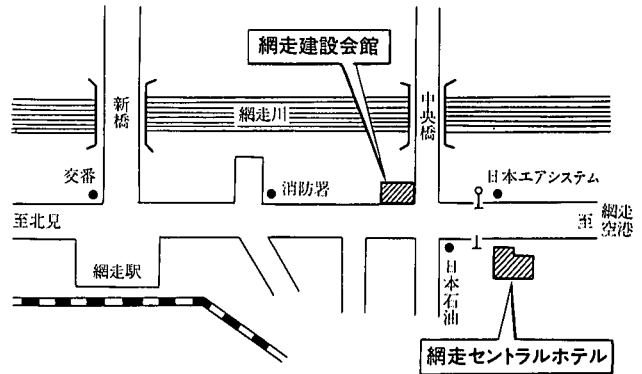 網走建設会館
新橋
網走川
中央橋
交番
消防署
日本エアシステム
至北見
至網走空港
網走駅
日本石油
網走セントラルホテル